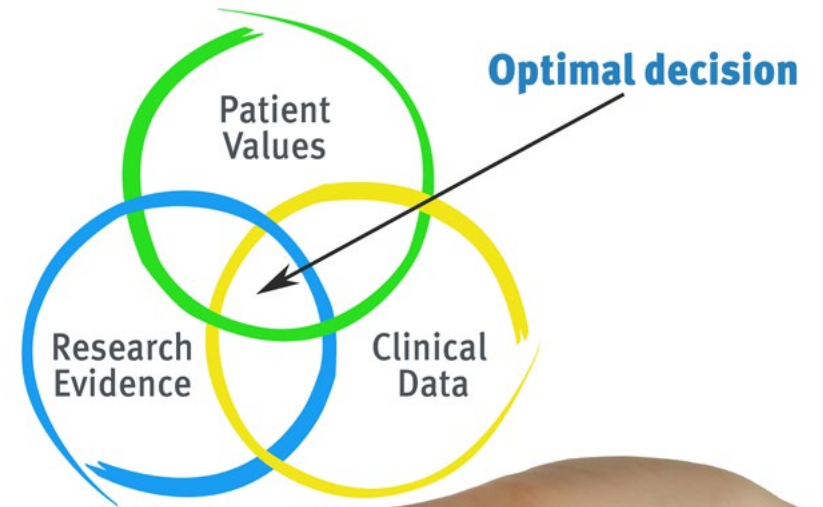 Patient
Values
Optimal decision
Research
Evidence
Clinical
Data